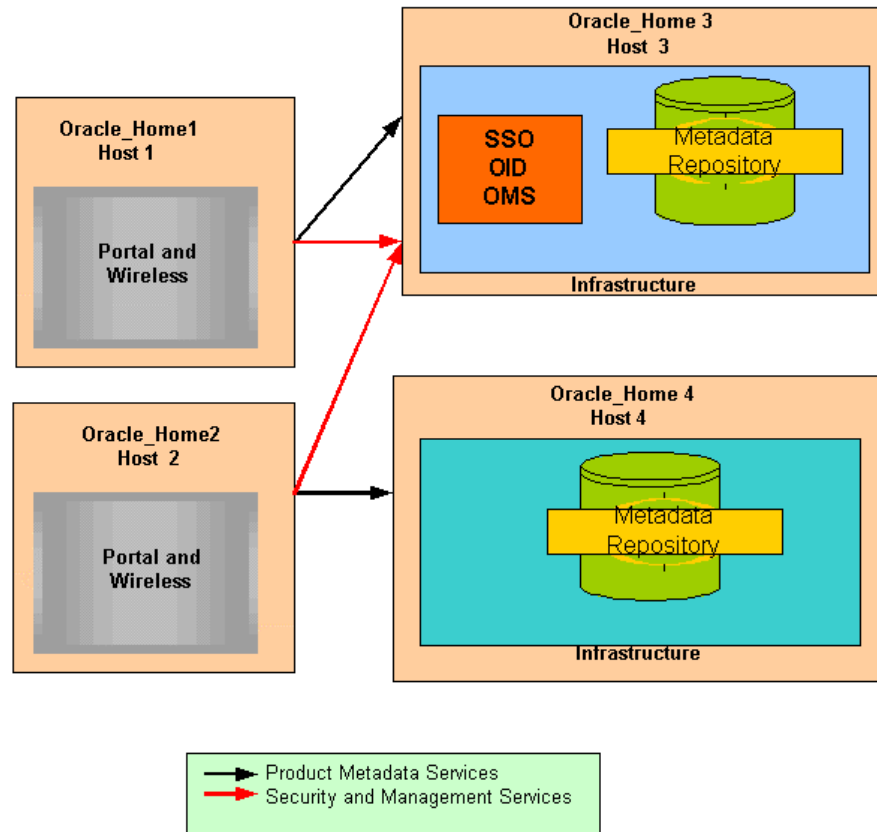 Oracle_Home1
Host 1
Portal and
Wireless
Oracle_Home 3
Host 3
SSO
OID
OMS
Metadata
Repository
Infrastructure
Oracle_Home2
Host 2
Portal and
Wireless
Oracle_Home 4
Host 4
Metadata
Repository
Infrastructure
Product Metadata Services
Security and Management Services